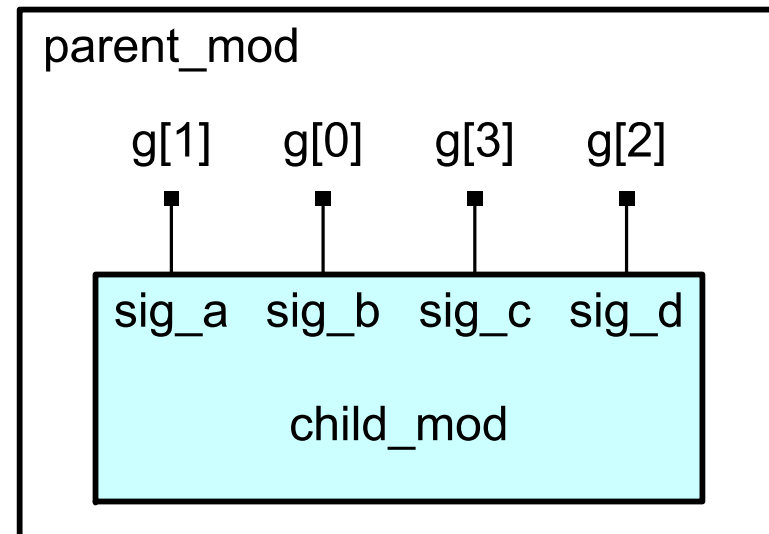 parent_mod
g[1] g[0] g[3] g[2]
sig_a sig_b sig_c sig_d
child_mod